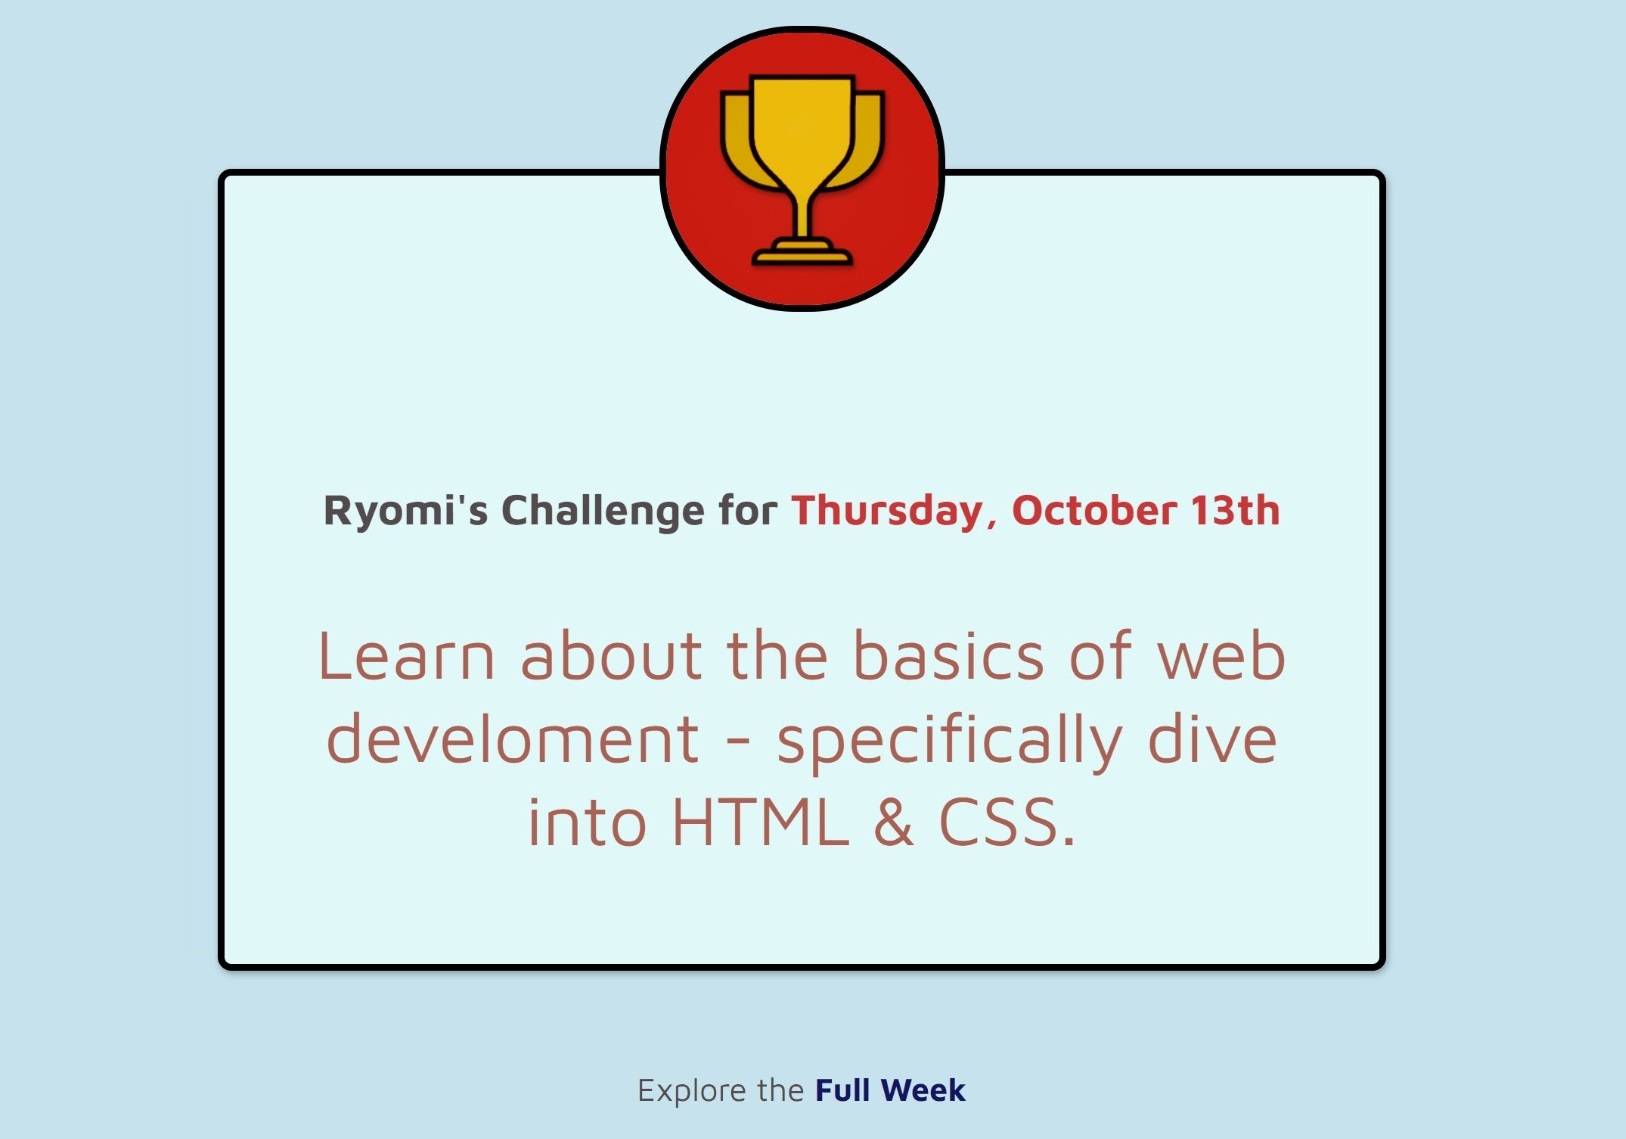 Ryomi's Challenge for Thursday, October 13th
Learn about the basics of web
develoment - specifically dive
into HTML & CSS.
Explore the Full Week